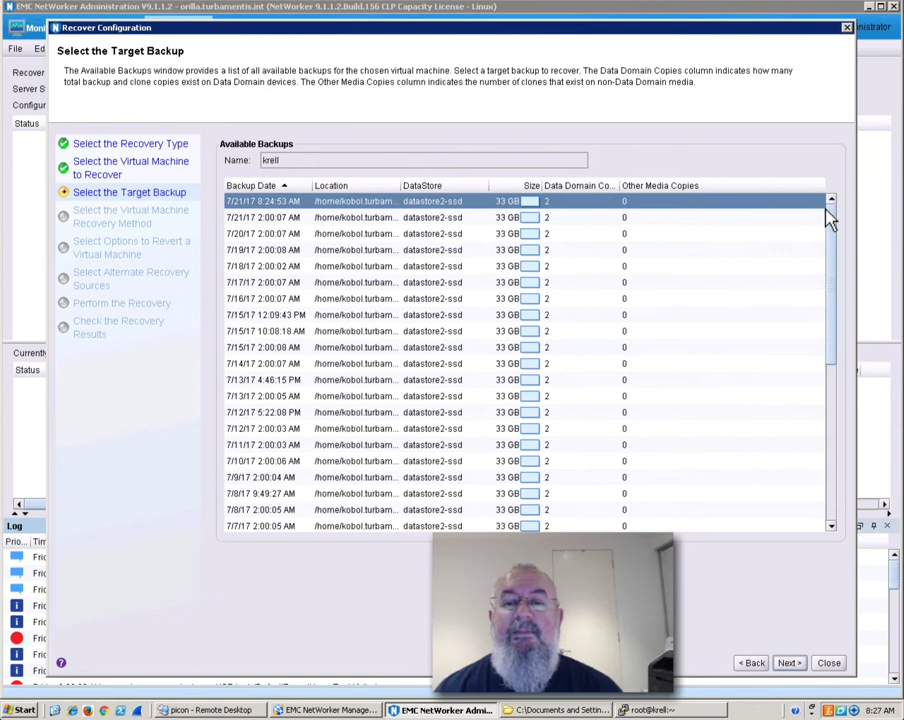 EMC NetWorker Administration V9.1.1.2 - orilla.turbamentis.int (NetWorker 9.1.1.2.Build.156 CLP Capacity License - Linux)
Moni
ministrator
Recover Configuration
File Ed
Select the Target Backup
The Available Backups window provides a list of all available backups for the chosen virtual machine. Select a target backup to recover. The Data Domain Copies column indicates how many
total backup and clone copies exist on Data Domain devices. The Other Media Copies column indicates the number of clones that exist on non-Data Domain media.
Recover
Server S
Configur
Status
Select the Recovery Type
Select the Virtual Machine
to Recover
Select the Target Backup
Select the Virtual Machine
Recovery Method
Select Options to Revert a
Virtual Machine
Select Alternate Recovery
Sources
Perform the Recovery
Check the Recovery
Results
Available Backups
Name: krell
Backup Date Location DataStore Size Data Domain Co... Other Media Copies
7/21/17 8:24:53 AM /home/kobol.turbam... datastore2-ssd 33 GB 2 0
7/21/17 2:00:07 AM /home/kobol.turbam... datastore2-ssd 33 GB 2 0
7/20/17 2:00:07 AM /home/kobol.turbam... datastore2-ssd 33 GB 2 0
7/19/17 2:00:08 AM /home/kobol.turbam... datastore2-ssd 33 GB 2 0
7/18/17 2:00:02 AM /home/kobol.turbam... datastore2-ssd 33 GB 2 0
7/17/17 2:00:07 AM /home/kobol.turbam... datastore2-ssd 33 GB 2 0
7/16/17 2:00:07 AM /home/kobol.turbam... datastore2-ssd 33 GB 2 0
7/15/17 12:09:43 PM /home/kobol.turbam... datastore2-ssd 33 GB 2 0
7/15/17 10:08:18 AM /home/kobol.turbam... datastore2-ssd 33 GB 2 0
7/15/17 2:00:08 AM /home/kobol.turbam... datastore2-ssd 33 GB 2 0
7/14/17 2:00:07 AM /home/kobol.turbam... datastore2-ssd 33 GB 2 0
7/13/17 4:46:15 PM /home/kobol.turbam... datastore2-ssd 33 GB 2 0
7/13/17 2:00:05 AM /home/kobol.turbam... datastore2-ssd 33 GB 2 0
7/12/17 5:22:08 PM /home/kobol.turbam... datastore2-ssd 33 GB 2 0
7/12/17 2:00:03 AM /home/kobol.turbam... datastore2-ssd 33 GB 2 0
7/11/17 2:00:03 AM /home/kobol.turbam... datastore2-ssd 33 GB 2 0
7/10/17 2:00:06 AM /home/kobol.turbam... datastore2-ssd 33 GB 2 0
7/9/17 2:00:04 AM /home/kobol.turbam... datastore2-ssd 33 GB 2 0
7/8/17 9:49:27 AM /home/kobol.turbam... datastore2-ssd 33 GB 2 0
7/8/17 2:00:05 AM /home/kobol.turbam... datastore2-ssd 33 GB 2 0
7/7/17 2:00:05 AM /home/kobol.turbam... datastore2-ssd 33 GB 2 0
Currently
Status
Log
Prio... Tim
Fric
Fric
Fric
Fric
Fric
Fric
Fric
Fric
< Back Next > Close
Start picon - Remote Desktop EMC NetWorker Manage... EMC NetWorker Admi... C:\Documents and Settin... root@krell:~ 8:27 AM